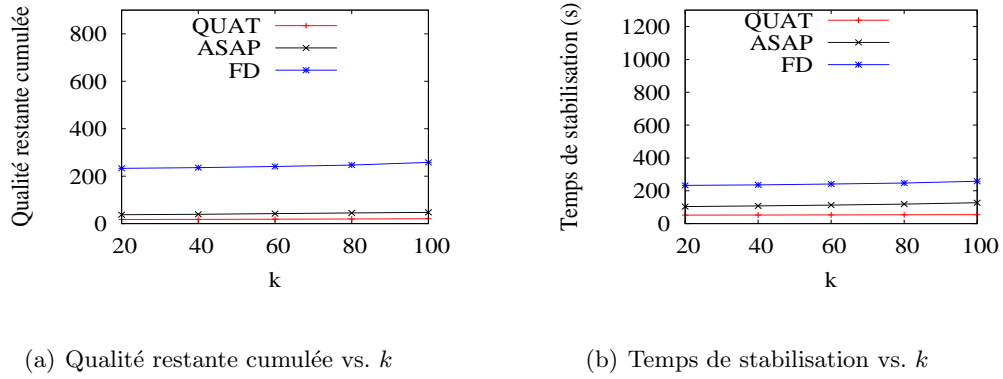 Qualité restante cumulée
800
600
400
200
0
20 40 60 80 100
k
QUAT
ASAP
FD
(a) Qualité restante cumulée vs. k
Temps de stabilisation (s)
1200
1000
800
600
400
200
0
20 40 60 80 100
k
QUAT
ASAP
FD
(b) Temps de stabilisation vs. k